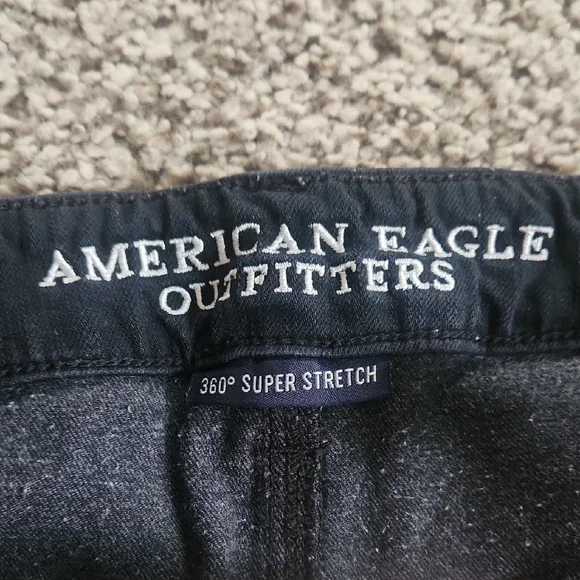 AMERICAN EAGLE
OUTFITTERS
360° SUPER STRETCH